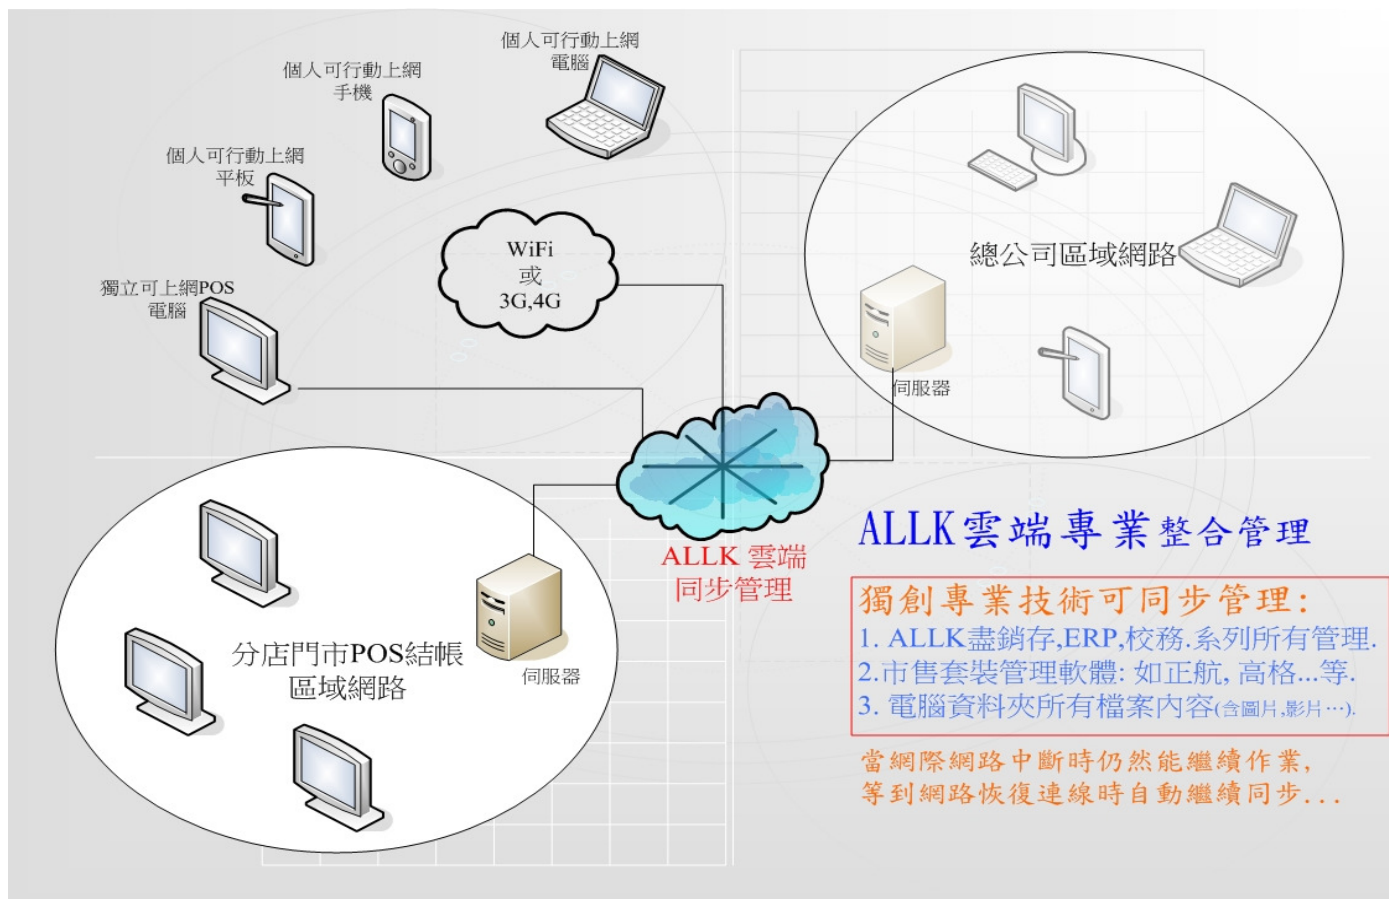 個人可行動上網
電腦
個人可行動上網
手機
個人可行動上網
平板
獨立可上網POS
電腦
WiFi
或
3G,4G
總公司區域網路
伺服器
ALLK 雲端
同步管理
分店門市POS結帳
區域網路
伺服器
ALLK雲端專業整合管理
獨創專業技術可同步管理:
1. ALLK盡銷存,ERP,校務.系列所有管理.
2.市售套裝管理軟體: 如正航, 高格...等.
3. 電腦資料夾所有檔案內容(含圖片,影片…).
當網際網路中斷時仍然能繼續作業,
等到網路恢復連線時自動繼續同步...